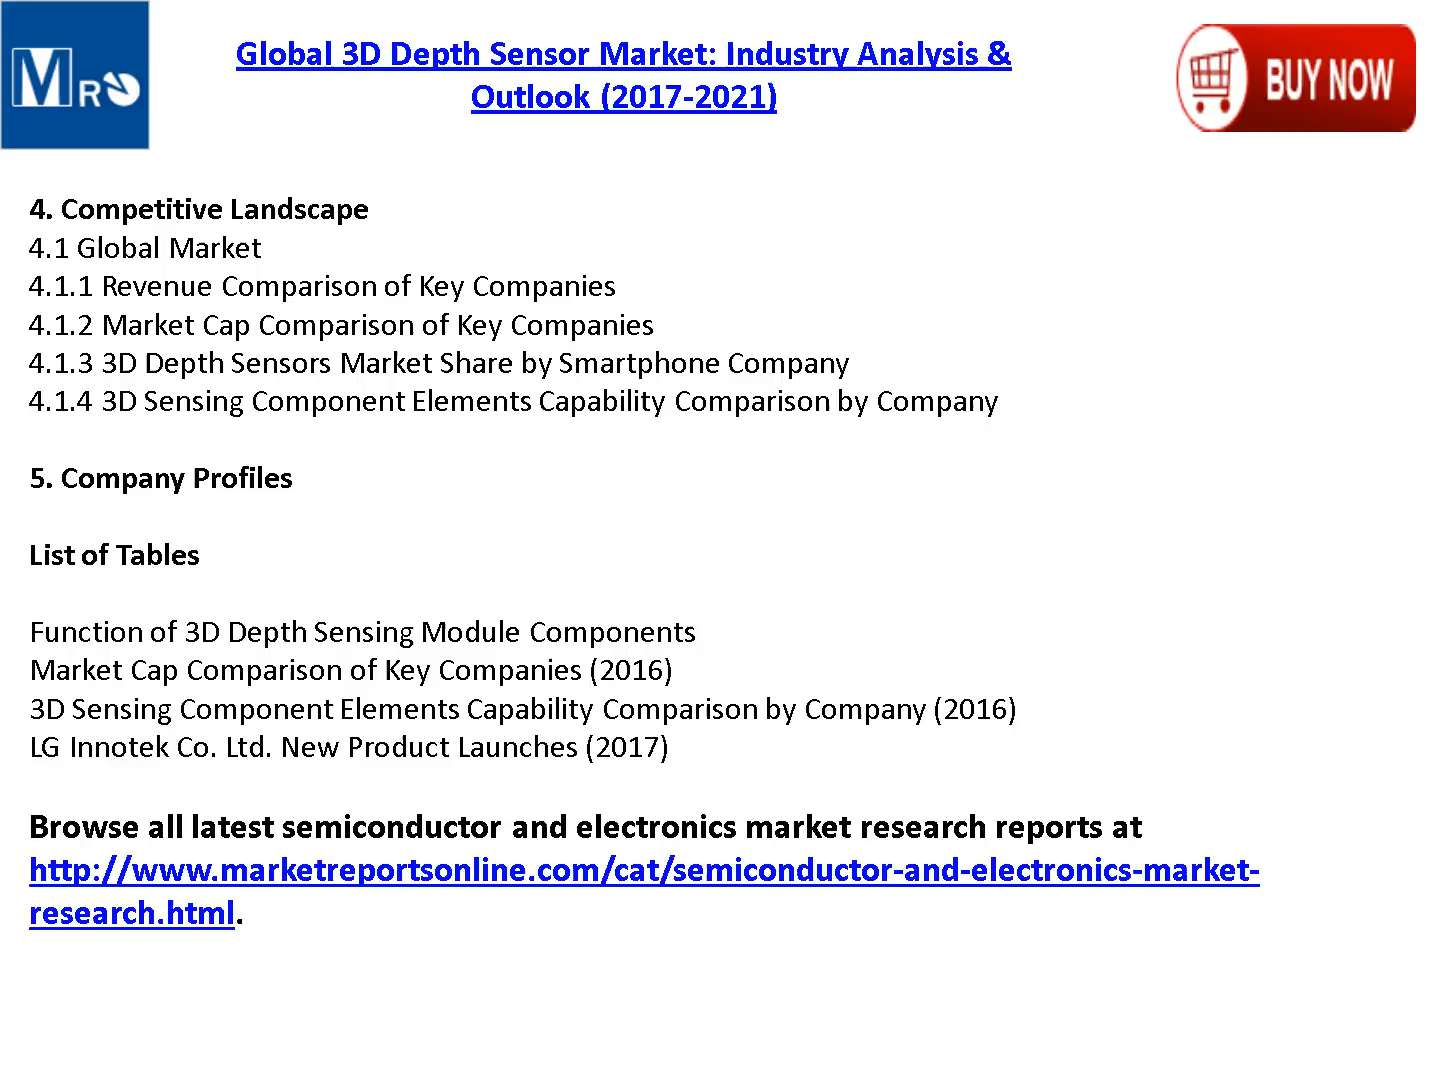 MRO
Global 3D Depth Sensor Market: Industry Analysis &
Outlook (2017-2021)
BUY NOW
4. Competitive Landscape
4.1 Global Market
4.1.1 Revenue Comparison of Key Companies
4.1.2 Market Cap Comparison of Key Companies
4.1.3 3D Depth Sensors Market Share by Smartphone Company
4.1.4 3D Sensing Component Elements Capability Comparison by Company
5. Company Profiles
List of Tables
Function of 3D Depth Sensing Module Components
Market Cap Comparison of Key Companies (2016)
3D Sensing Component Elements Capability Comparison by Company (2016)
LG Innotek Co. Ltd. New Product Launches (2017)
Browse all latest semiconductor and electronics market research reports at
http://www.marketreportsonline.com/cat/semiconductor-and-electronics-market-
research.html.